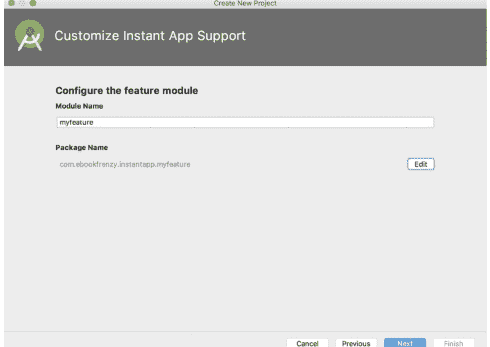 Create New Project
Customize Instant App Support
Configure the feature module
Module Name
myfeature
Package Name
com.ebookfrenzy.instantapp.myfeature
Edit
Cancel Previous Next Finish